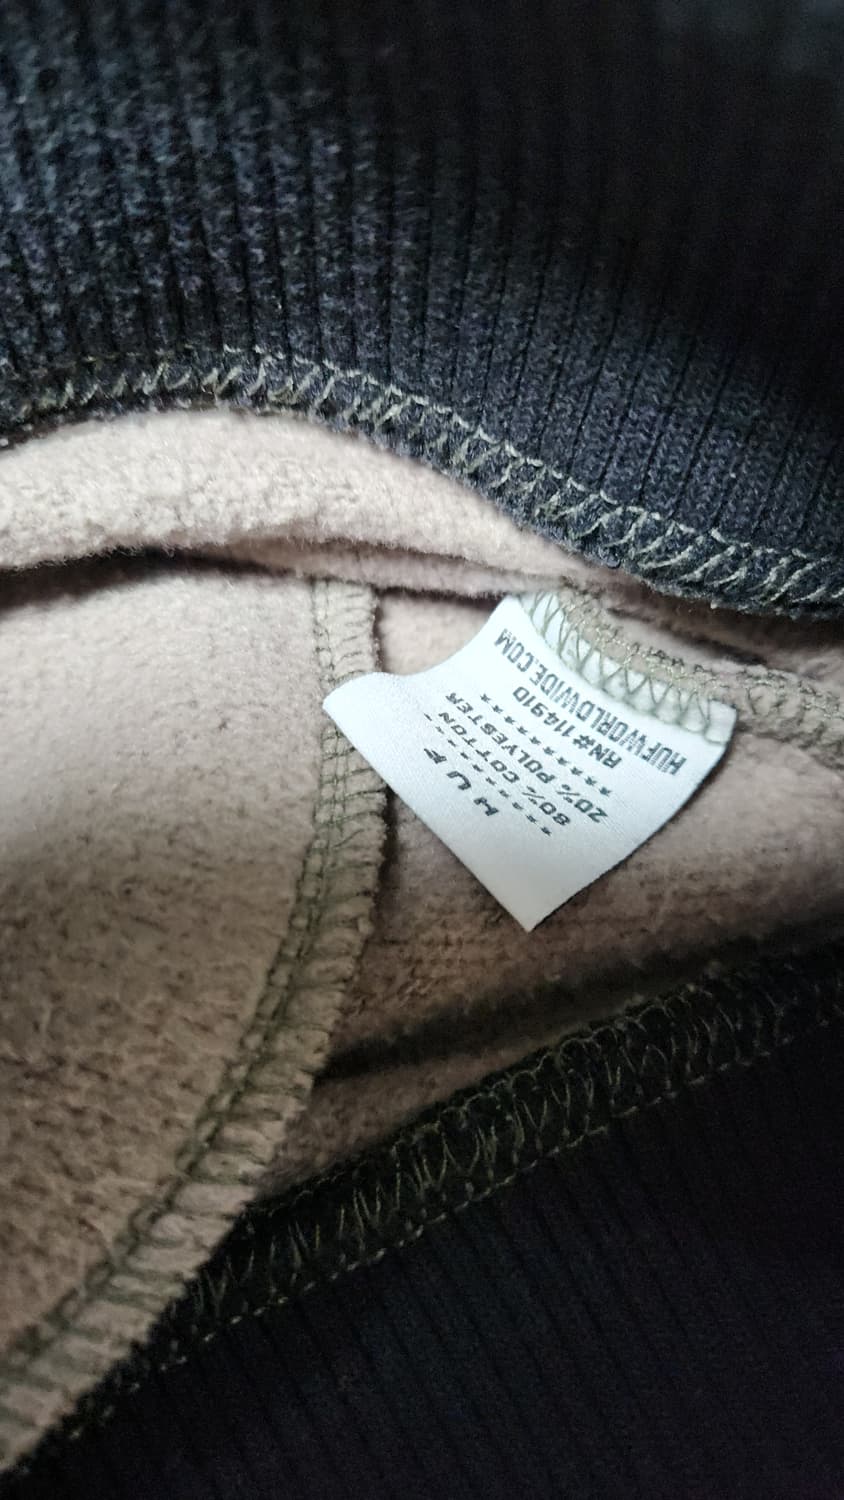 HUF
**********
80% COTTON
20% POLYESTER
**********
RN#114910
HUFWORLDWIDE.COM